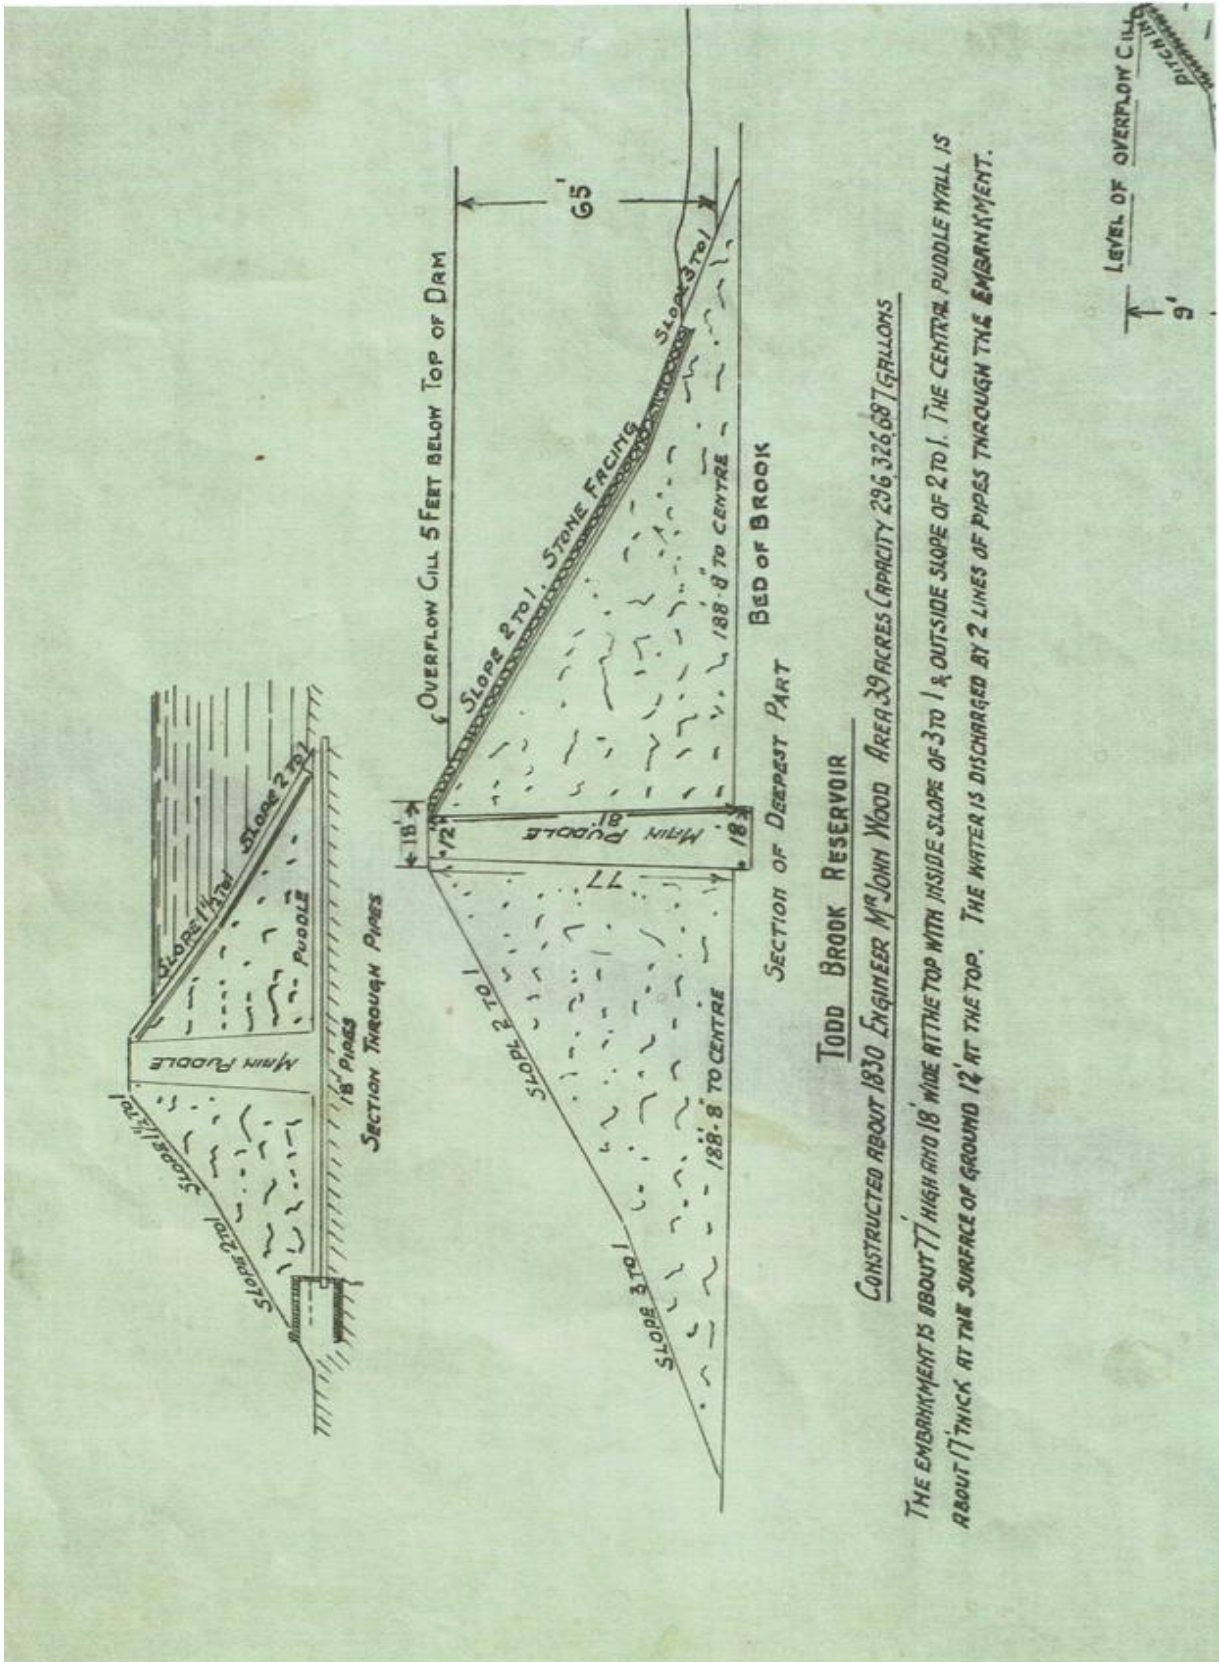 SLOPE 1½ TO 1
SLOPE 2 TO 1
MAIN PUDDLE
SLOPE 1½ TO 1
SLOPE 2 TO 1
PUDDLE
18" PIPES
SECTION THROUGH PIPES
OVERFLOW CILL 5 FEET BELOW TOP OF DAM
18'
12'
SLOPE 2 TO 1
SLOPE 3 TO 1
77
MAIN PUDDLE
81
18'
SLOPE 2 TO 1. STONE FACING
SLOPE 3 TO 1
65'
188'-8" TO CENTRE
188'-8" TO CENTRE
BED OF BROOK
SECTION OF DEEPEST PART
TODD BROOK RESERVOIR
CONSTRUCTED ABOUT 1830 ENGINEER MR JOHN WOOD AREA 39 ACRES CAPACITY 296,326,687 GALLONS
THE EMBANKMENT IS ABOUT 77' HIGH AND 18' WIDE AT THE TOP WITH INSIDE SLOPE OF 3 TO 1 & OUTSIDE SLOPE OF 2 TO 1. THE CENTRAL PUDDLE WALL IS
ABOUT 17' THICK AT THE SURFACE OF GROUND 12' AT THE TOP. THE WATER IS DISCHARGED BY 2 LINES OF PIPES THROUGH THE EMBANKMENT.
LEVEL OF OVERFLOW CILL
PITCHING
9'